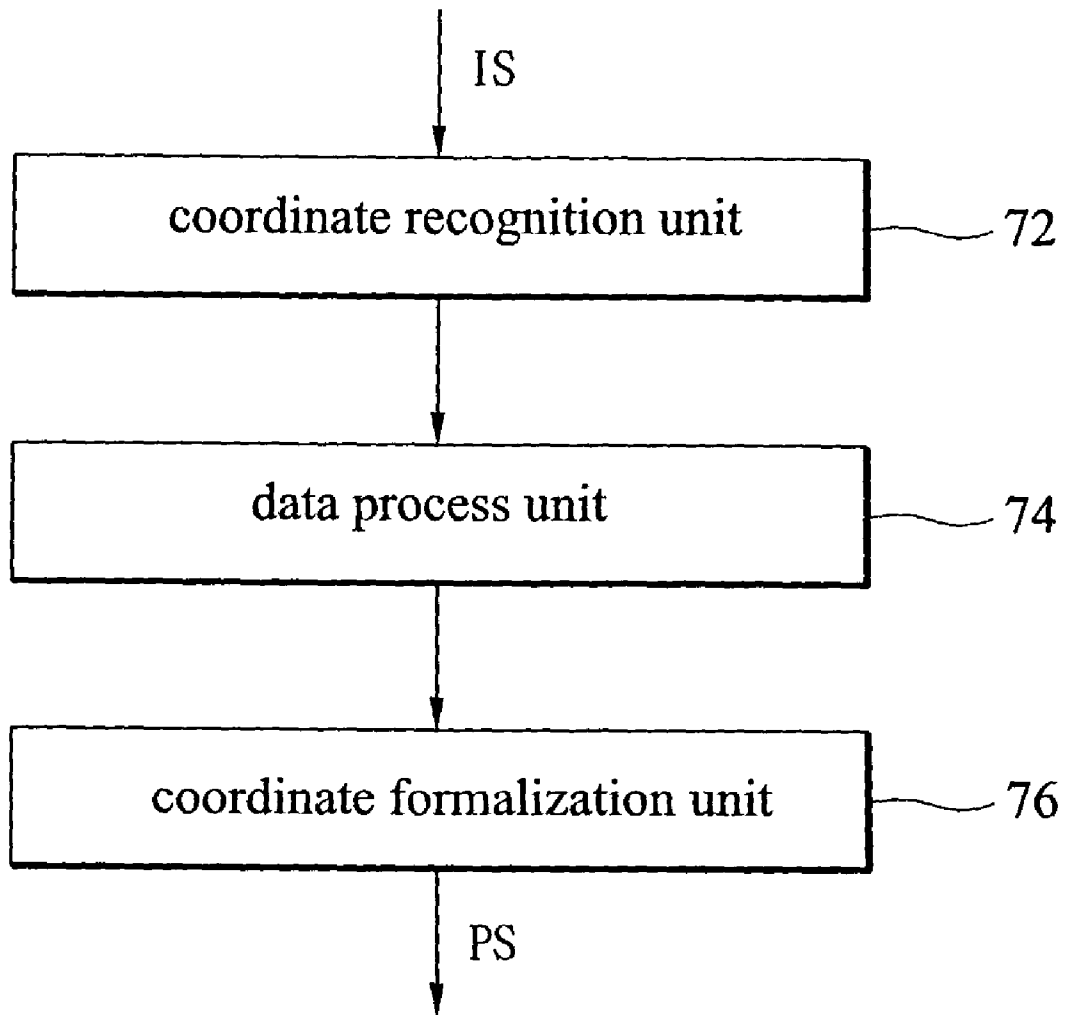 IS
coordinate recognition unit
72
data process unit
74
coordinate formalization unit
76
PS